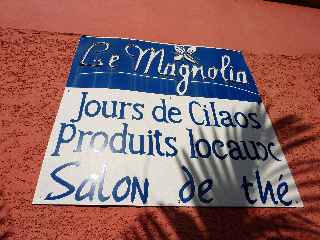 Le Magnolia
Jours de Cilaos
Produits locaux
Salon de thé